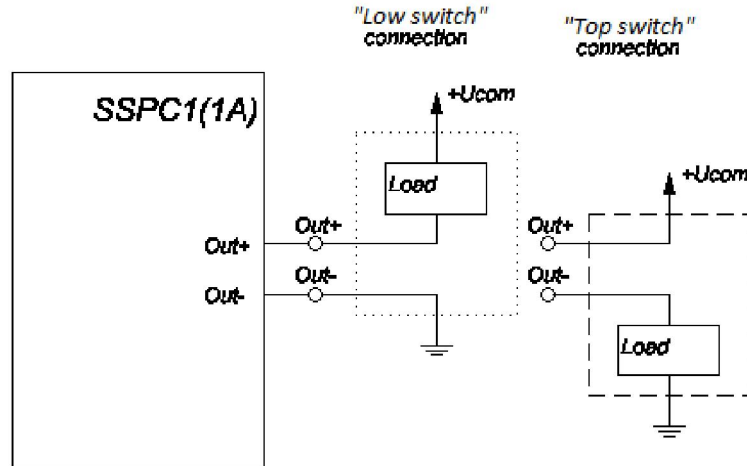 "Low switch"
connection
"Top switch"
connection
SSPC1(1A)
+Ucom
Load
+Ucom
Out+
Out+
Out+
Out-
Out-
Out-
Load